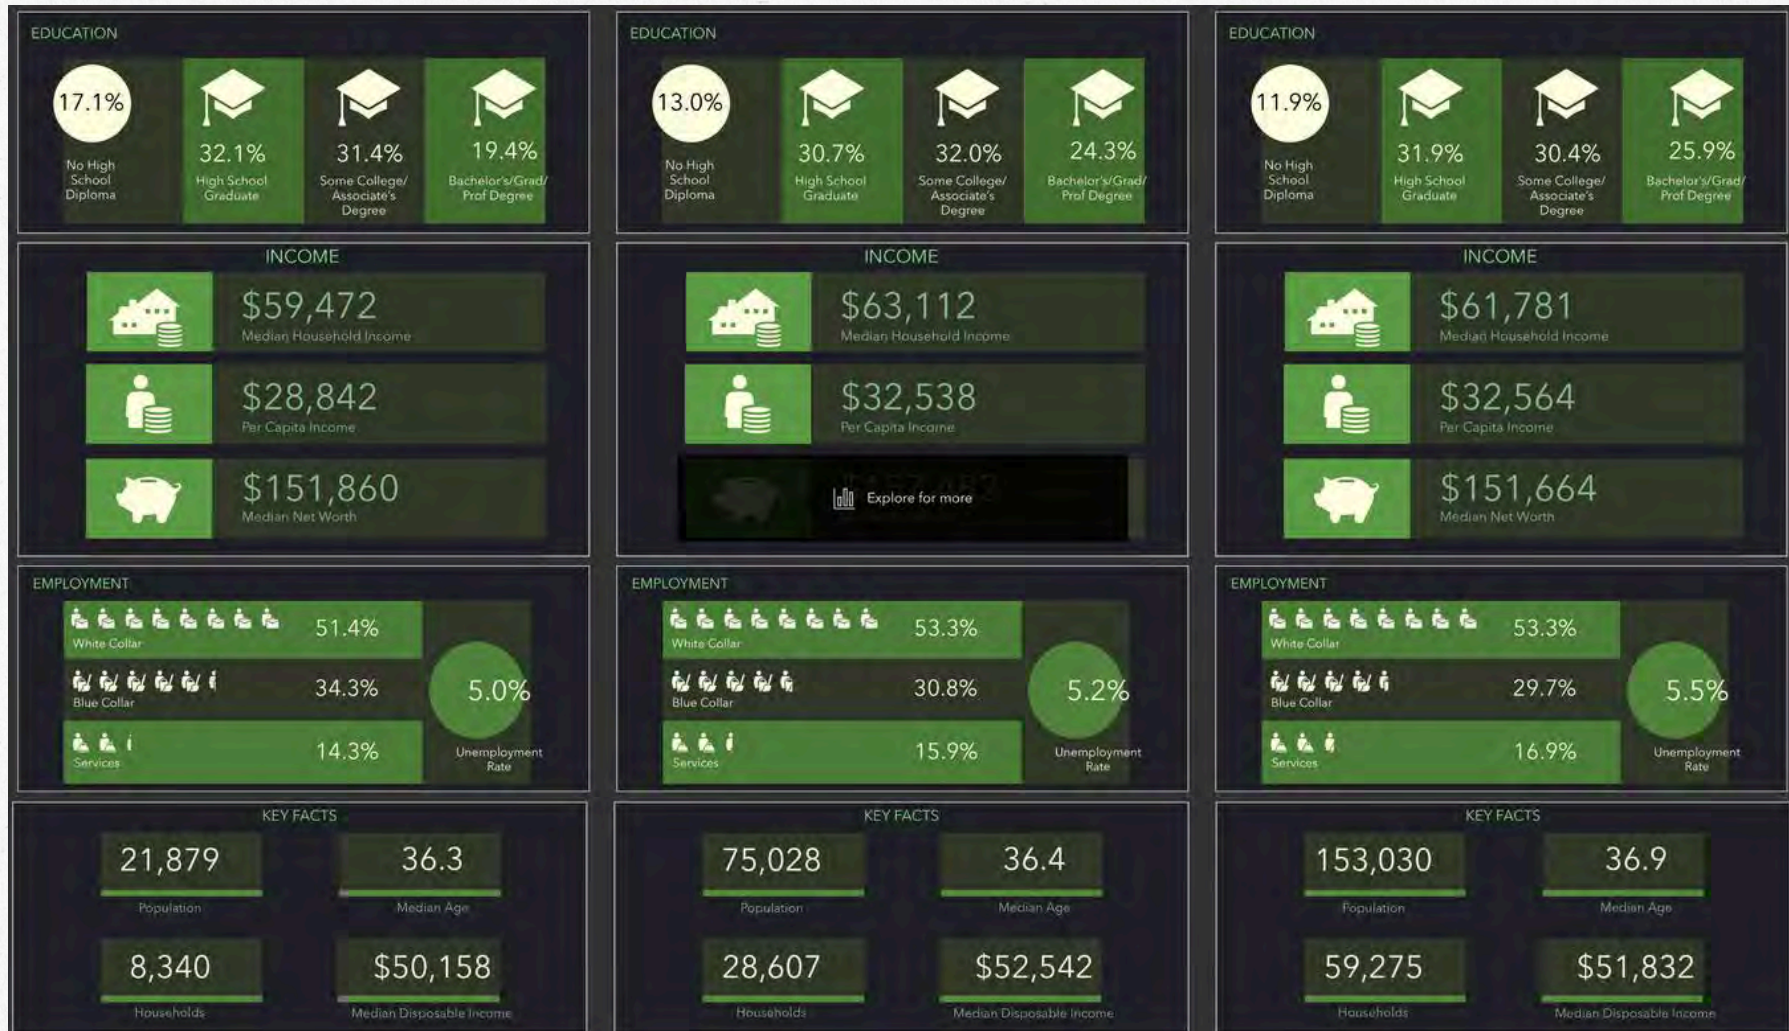 EDUCATION
17.1%
No High
School
Diploma
32.1%
High School
Graduate
31.4%
Some College/
Associate's
Degree
19.4%
Bachelor's/Grad/
Prof Degree
INCOME
$59,472
Median Household Income
$28,842
Per Capita Income
$151,860
Median Net Worth
EMPLOYMENT
White Collar
51.4%
Blue Collar
34.3%
Services
14.3%
5.0%
Unemployment
Rate
KEY FACTS
21,879
Population
36.3
Median Age
8,340
Households
$50,158
Median Disposable Income
EDUCATION
13.0%
No High
School
Diploma
30.7%
High School
Graduate
32.0%
Some College/
Associate's
Degree
24.3%
Bachelor's/Grad/
Prof Degree
INCOME
$63,112
Median Household Income
$32,538
Per Capita Income
Explore for more
EMPLOYMENT
White Collar
53.3%
Blue Collar
30.8%
Services
15.9%
5.2%
Unemployment
Rate
KEY FACTS
75,028
Population
36.4
Median Age
28,607
Households
$52,542
Median Disposable Income
EDUCATION
11.9%
No High
School
Diploma
31.9%
High School
Graduate
30.4%
Some College/
Associate's
Degree
25.9%
Bachelor's/Grad/
Prof Degree
INCOME
$61,781
Median Household Income
$32,564
Per Capita Income
$151,664
Median Net Worth
EMPLOYMENT
White Collar
53.3%
Blue Collar
29.7%
Services
16.9%
5.5%
Unemployment
Rate
KEY FACTS
153,030
Population
36.9
Median Age
59,275
Households
$51,832
Median Disposable Income